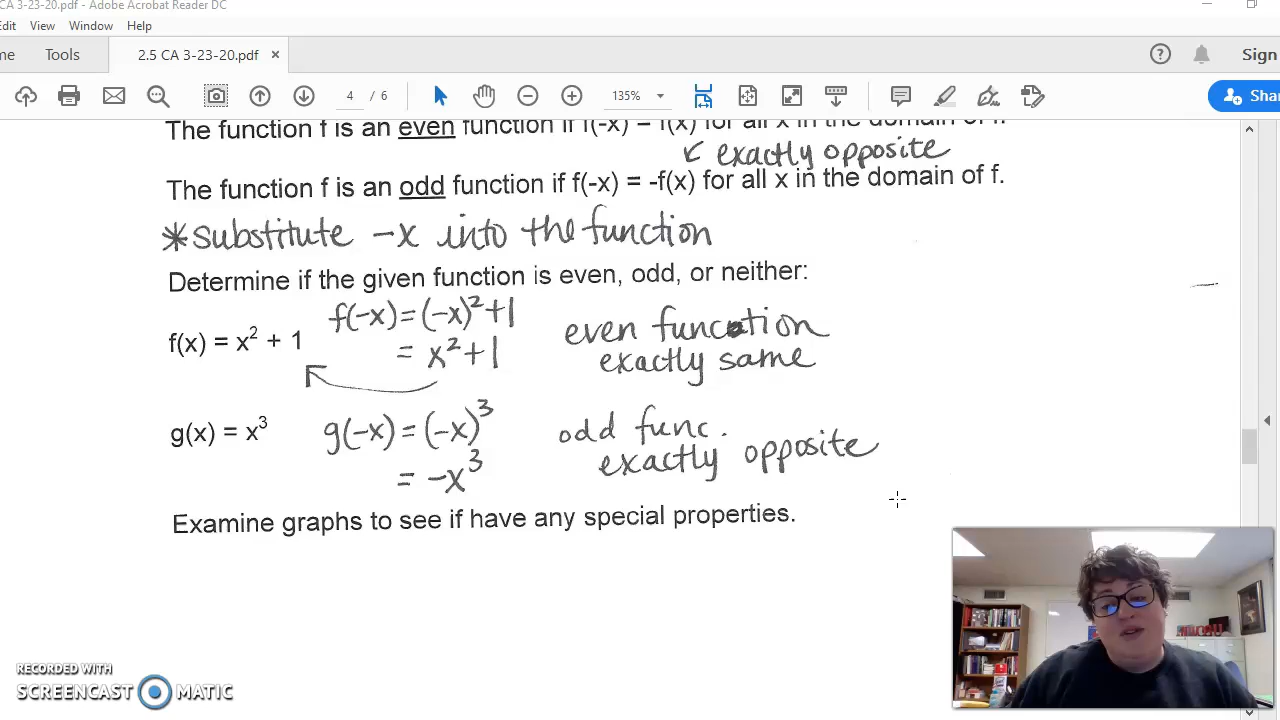 CA 3-23-20.pdf - Adobe Acrobat Reader DC
Edit View Window Help
me Tools 2.5 CA 3-23-20.pdf × Sign
4 / 6 135% Shar
The function f is an even function if f(-x) = f(x) for all x in the domain of f.
exactly opposite
The function f is an odd function if f(-x) = -f(x) for all x in the domain of f.
*substitute -x into the function
Determine if the given function is even, odd, or neither:
f(-x) = (-x)² + 1
even function
f(x) = x² + 1
= x² + 1
exactly same
g(x) = x³
g(-x) = (-x)³
odd func.
exactly opposite
= -x³
Examine graphs to see if have any special properties.
RECORDED WITH
SCREENCAST MATIC